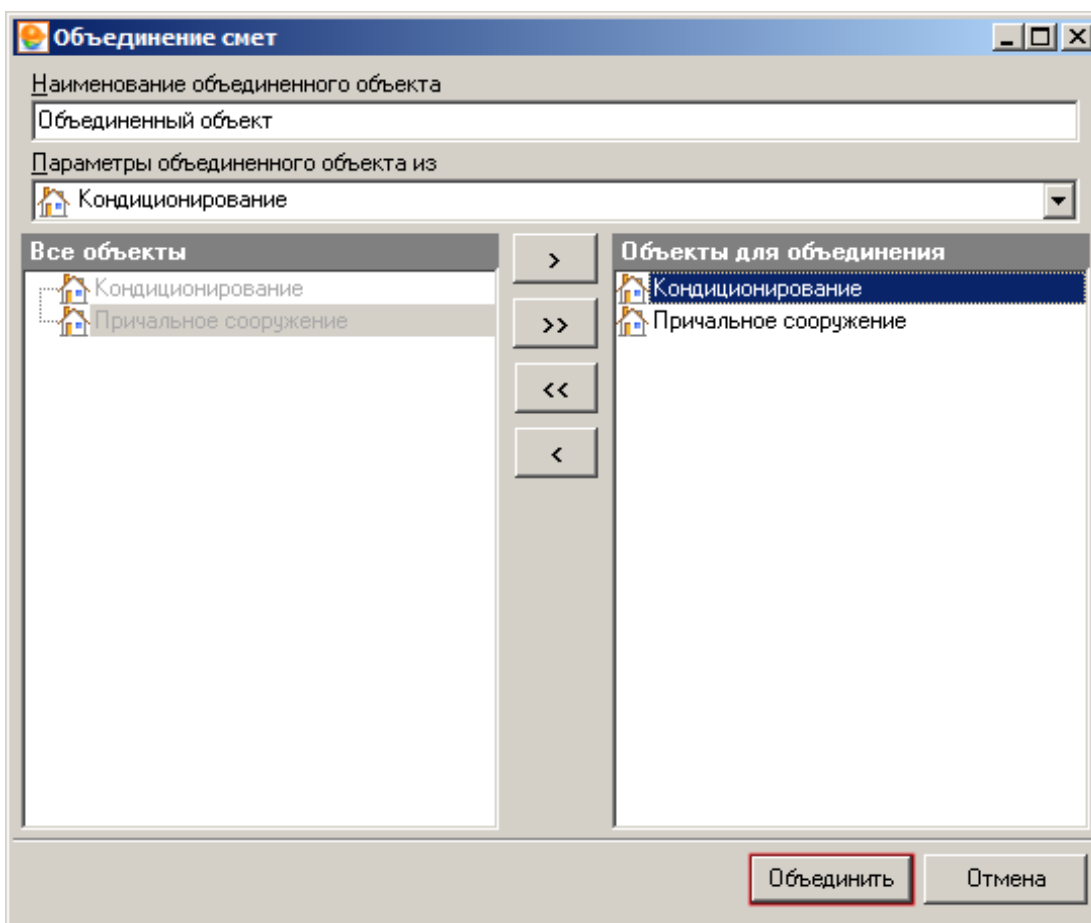 Объединение смет
Наименование объединенного объекта
Объединенный объект
Параметры объединенного объекта из
Кондиционирование
Все объекты
Кондиционирование
Причальное сооружение
>
>>
<<
<
Объекты для объединения
Кондиционирование
Причальное сооружение
Объединить
Отмена